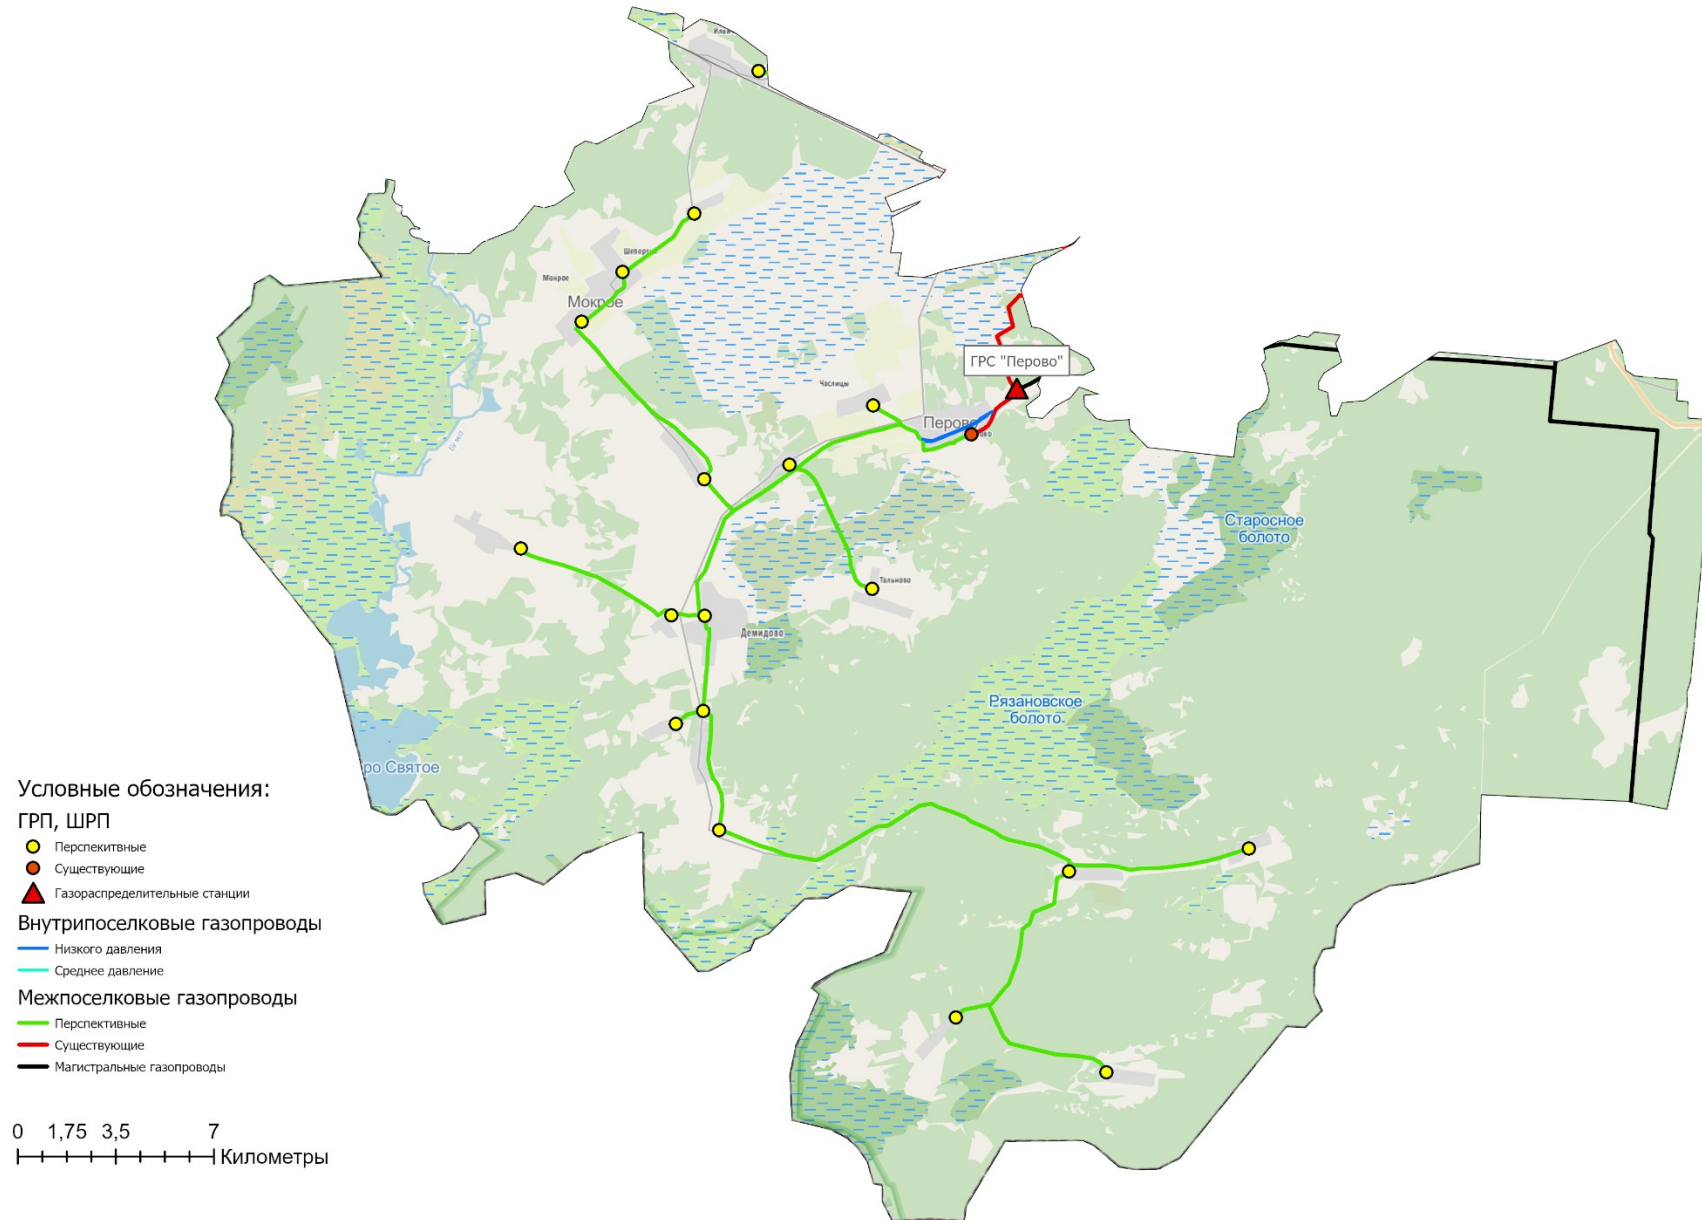 Шеверни
Мокрое
Мокрое
ГРС "Перово"
Часлицы
Перово
Бужа
Старосное
болото
Тальново
Демидово
Рязановское
болото
ро Святое
Условные обозначения:
ГРП, ШРП
Перспекитвные
Существующие
Газораспределительные станции
Внутрипоселковые газопроводы
Низкого давления
Среднее давление
Межпоселковые газопроводы
Перспективные
Существующие
Магистральные газопроводы
0 1,75 3,5 7
Километры